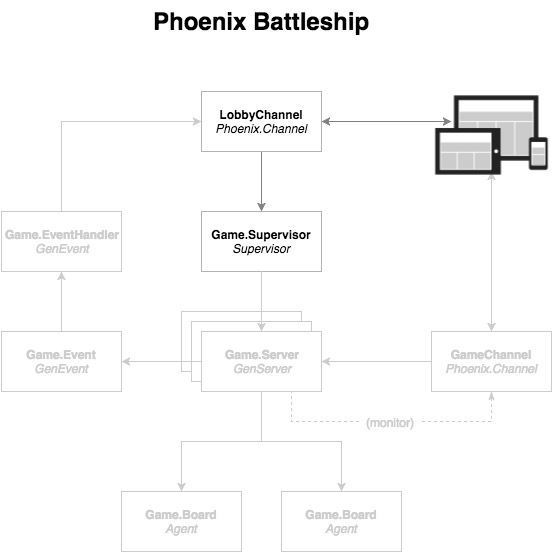 Phoenix Battleship
LobbyChannel
Phoenix.Channel
Game.EventHandler
GenEvent
Game.Supervisor
Supervisor
Game.Event
GenEvent
Game.Server
GenServer
GameChannel
Phoenix.Channel
(monitor)
Game.Board
Agent
Game.Board
Agent